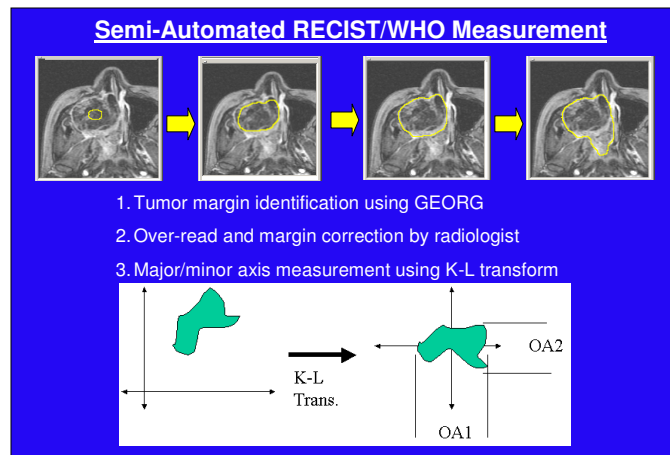 Semi-Automated RECIST/WHO Measurement
1. Tumor margin identification using GEORG
2. Over-read and margin correction by radiologist
3. Major/minor axis measurement using K-L transform
K-L
Trans.
OA2
OA1